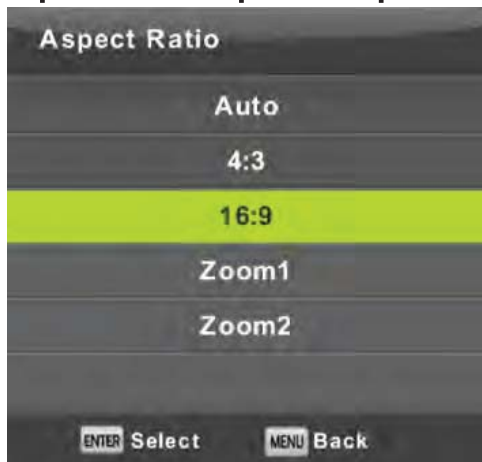 Aspect Ratio
Auto
4:3
16:9
Zoom1
Zoom2
ENTER Select MENU Back